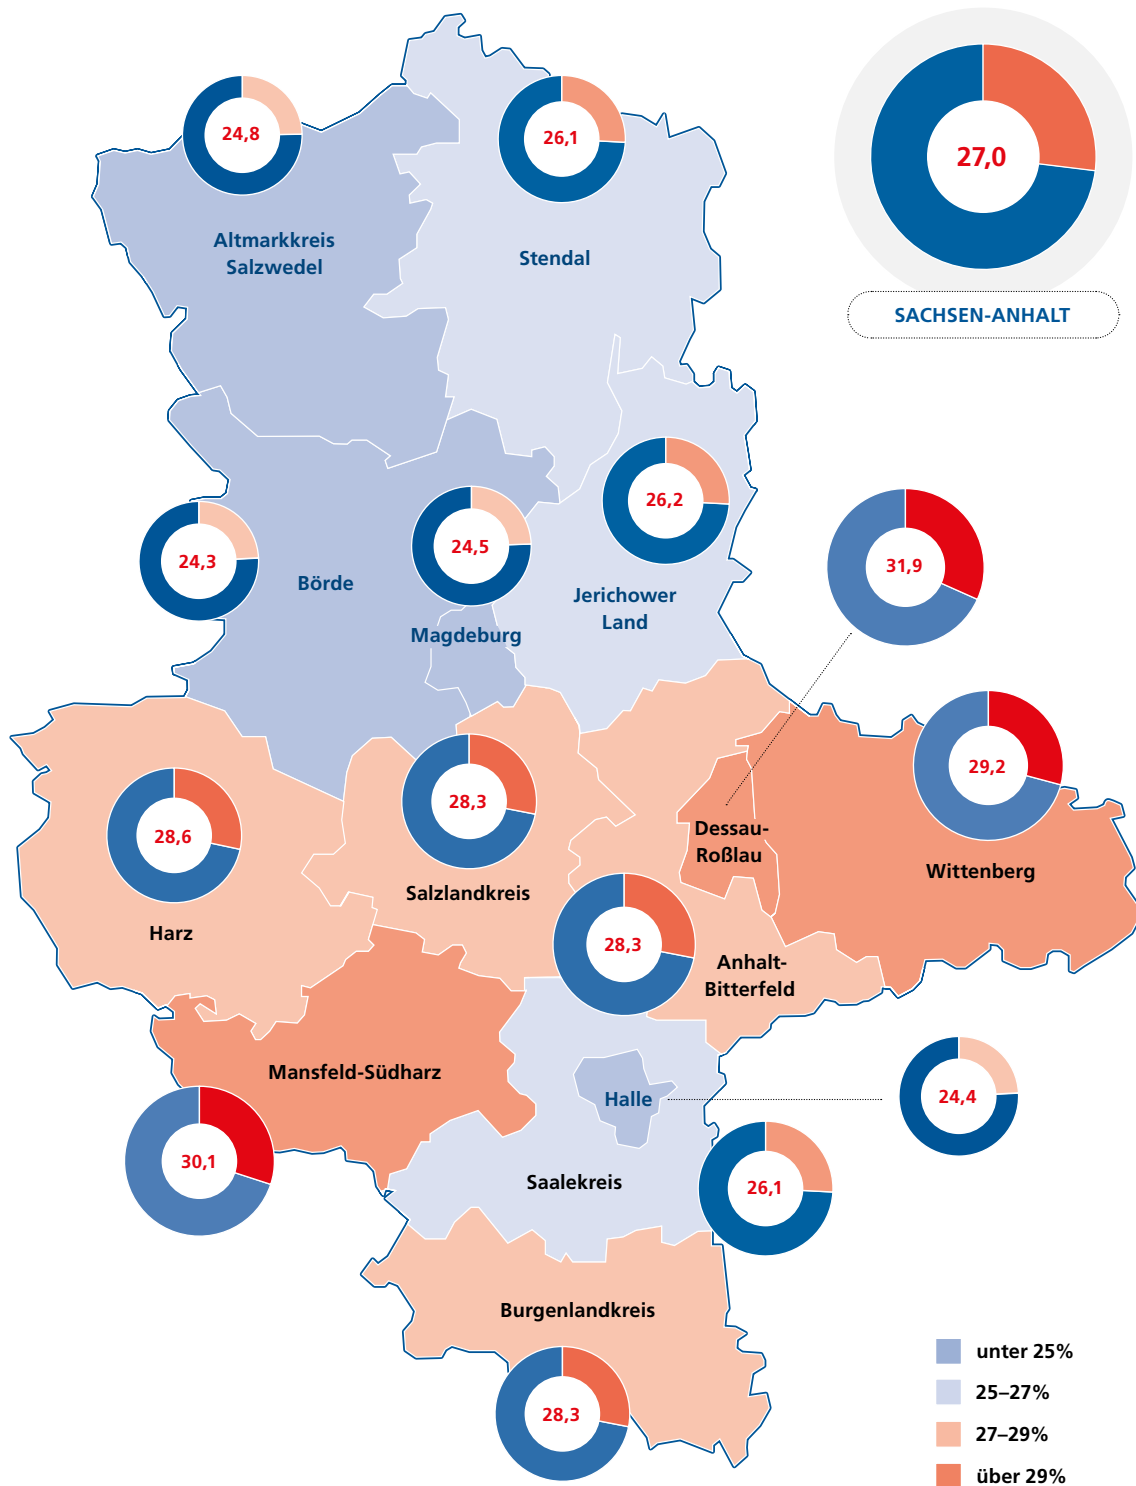 24,8
26,1
27,0
Altmarkkreis
Salzwedel
Stendal
SACHSEN-ANHALT
26,2
24,3
24,5
31,9
Börde
Jerichower
Land
Magdeburg
29,2
28,6
28,3
Dessau-
Roßlau
Wittenberg
Salzlandkreis
Harz
28,3
Anhalt-
Bitterfeld
Mansfeld-Südharz
Halle
24,4
30,1
Saalekreis
26,1
Burgenlandkreis
28,3
unter 25%
25–27%
27–29%
über 29%